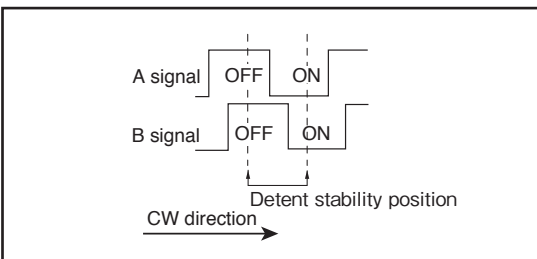 A signal OFF ON
B signal OFF ON
Detent stability position
CW direction